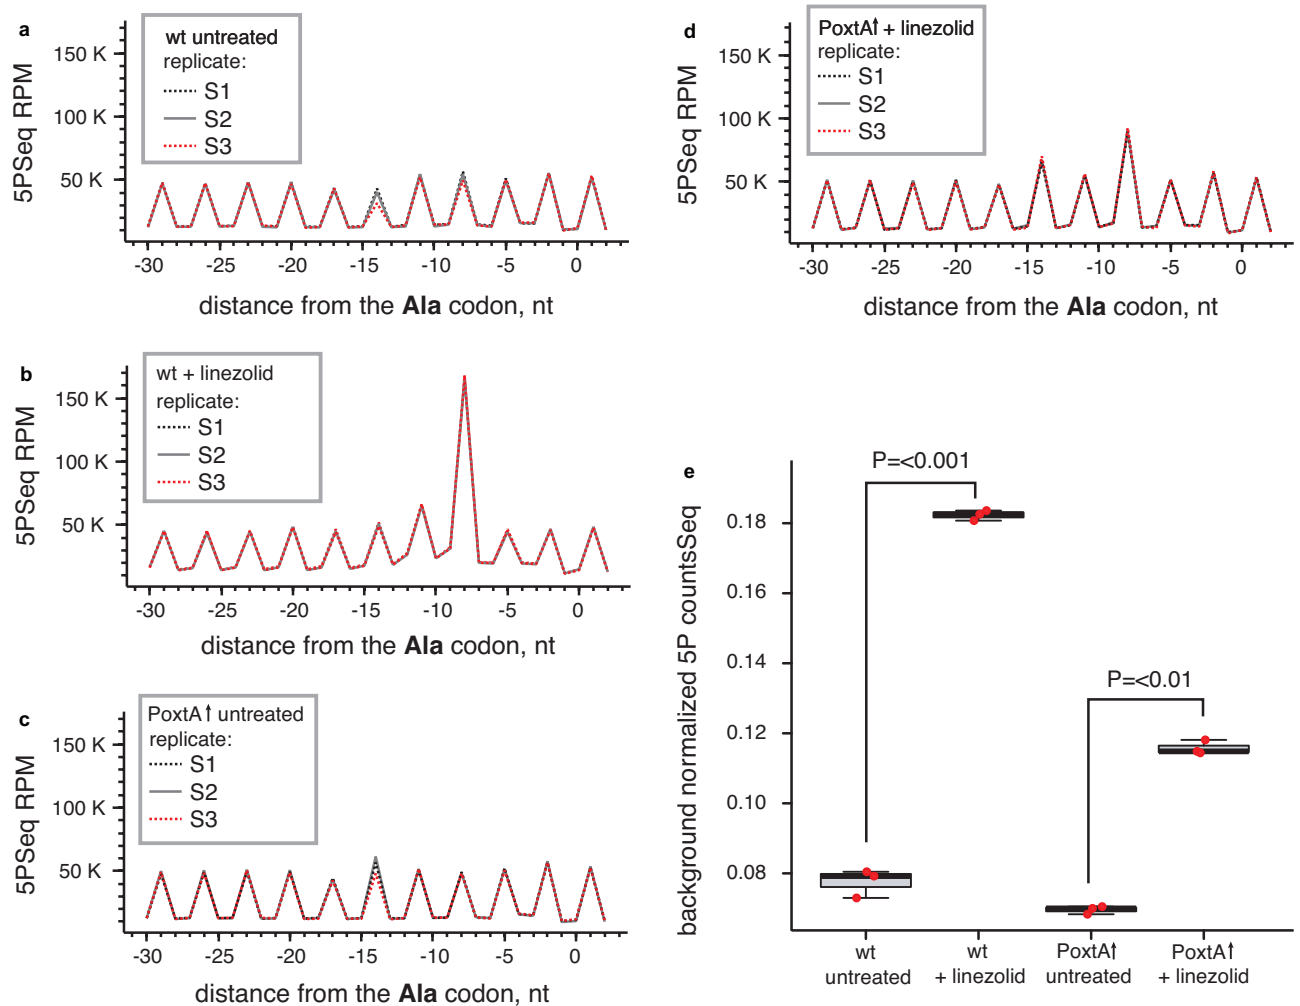 a
wt untreated
replicate:
S1
S2
S3
5PSeq RPM
150 K
100 K
50 K
-30 -25 -20 -15 -10 -5 0
distance from the Ala codon, nt
b
wt + linezolid
replicate:
S1
S2
S3
5PSeq RPM
150 K
100 K
50 K
-30 -25 -20 -15 -10 -5 0
distance from the Ala codon, nt
c
PoxtA↑ untreated
replicate:
S1
S2
S3
5PSeq RPM
150 K
100 K
50 K
-30 -25 -20 -15 -10 -5 0
distance from the Ala codon, nt
d
PoxtA↑ + linezolid
replicate:
S1
S2
S3
5PSeq RPM
150 K
100 K
50 K
-30 -25 -20 -15 -10 -5 0
distance from the Ala codon, nt
e
background normalized 5P countsSeq
0.18
0.16
0.14
0.12
0.10
0.08
P=<0.001
P=<0.01
wt untreated
wt + linezolid
PoxtA↑ untreated
PoxtA↑ + linezolid